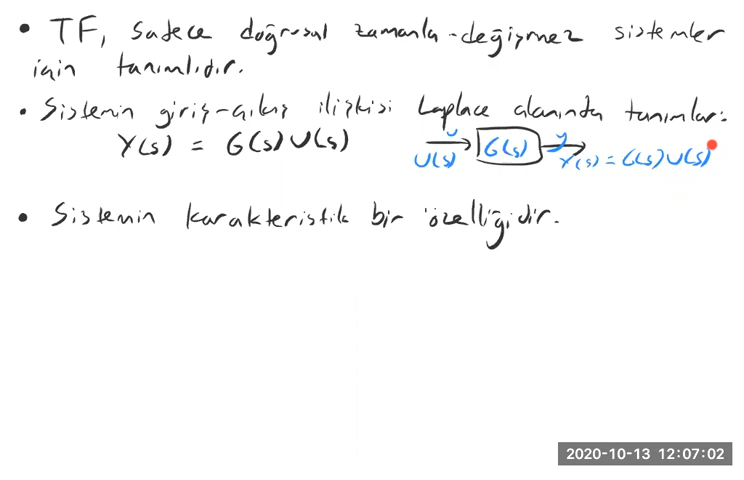 • TF, sadece doğrusal zamanla-değişmez sistemler
için tanımlıdır.
• Sistemin giriş-çıkış ilişkisi Laplace alanında tanımlar:
Y(s) = G(s)U(s)
u U(s) G(s) y Y(s) = G(s)U(s)
• Sistemin karakteristik bir özelliğidir.
2020-10-13 12:07:02